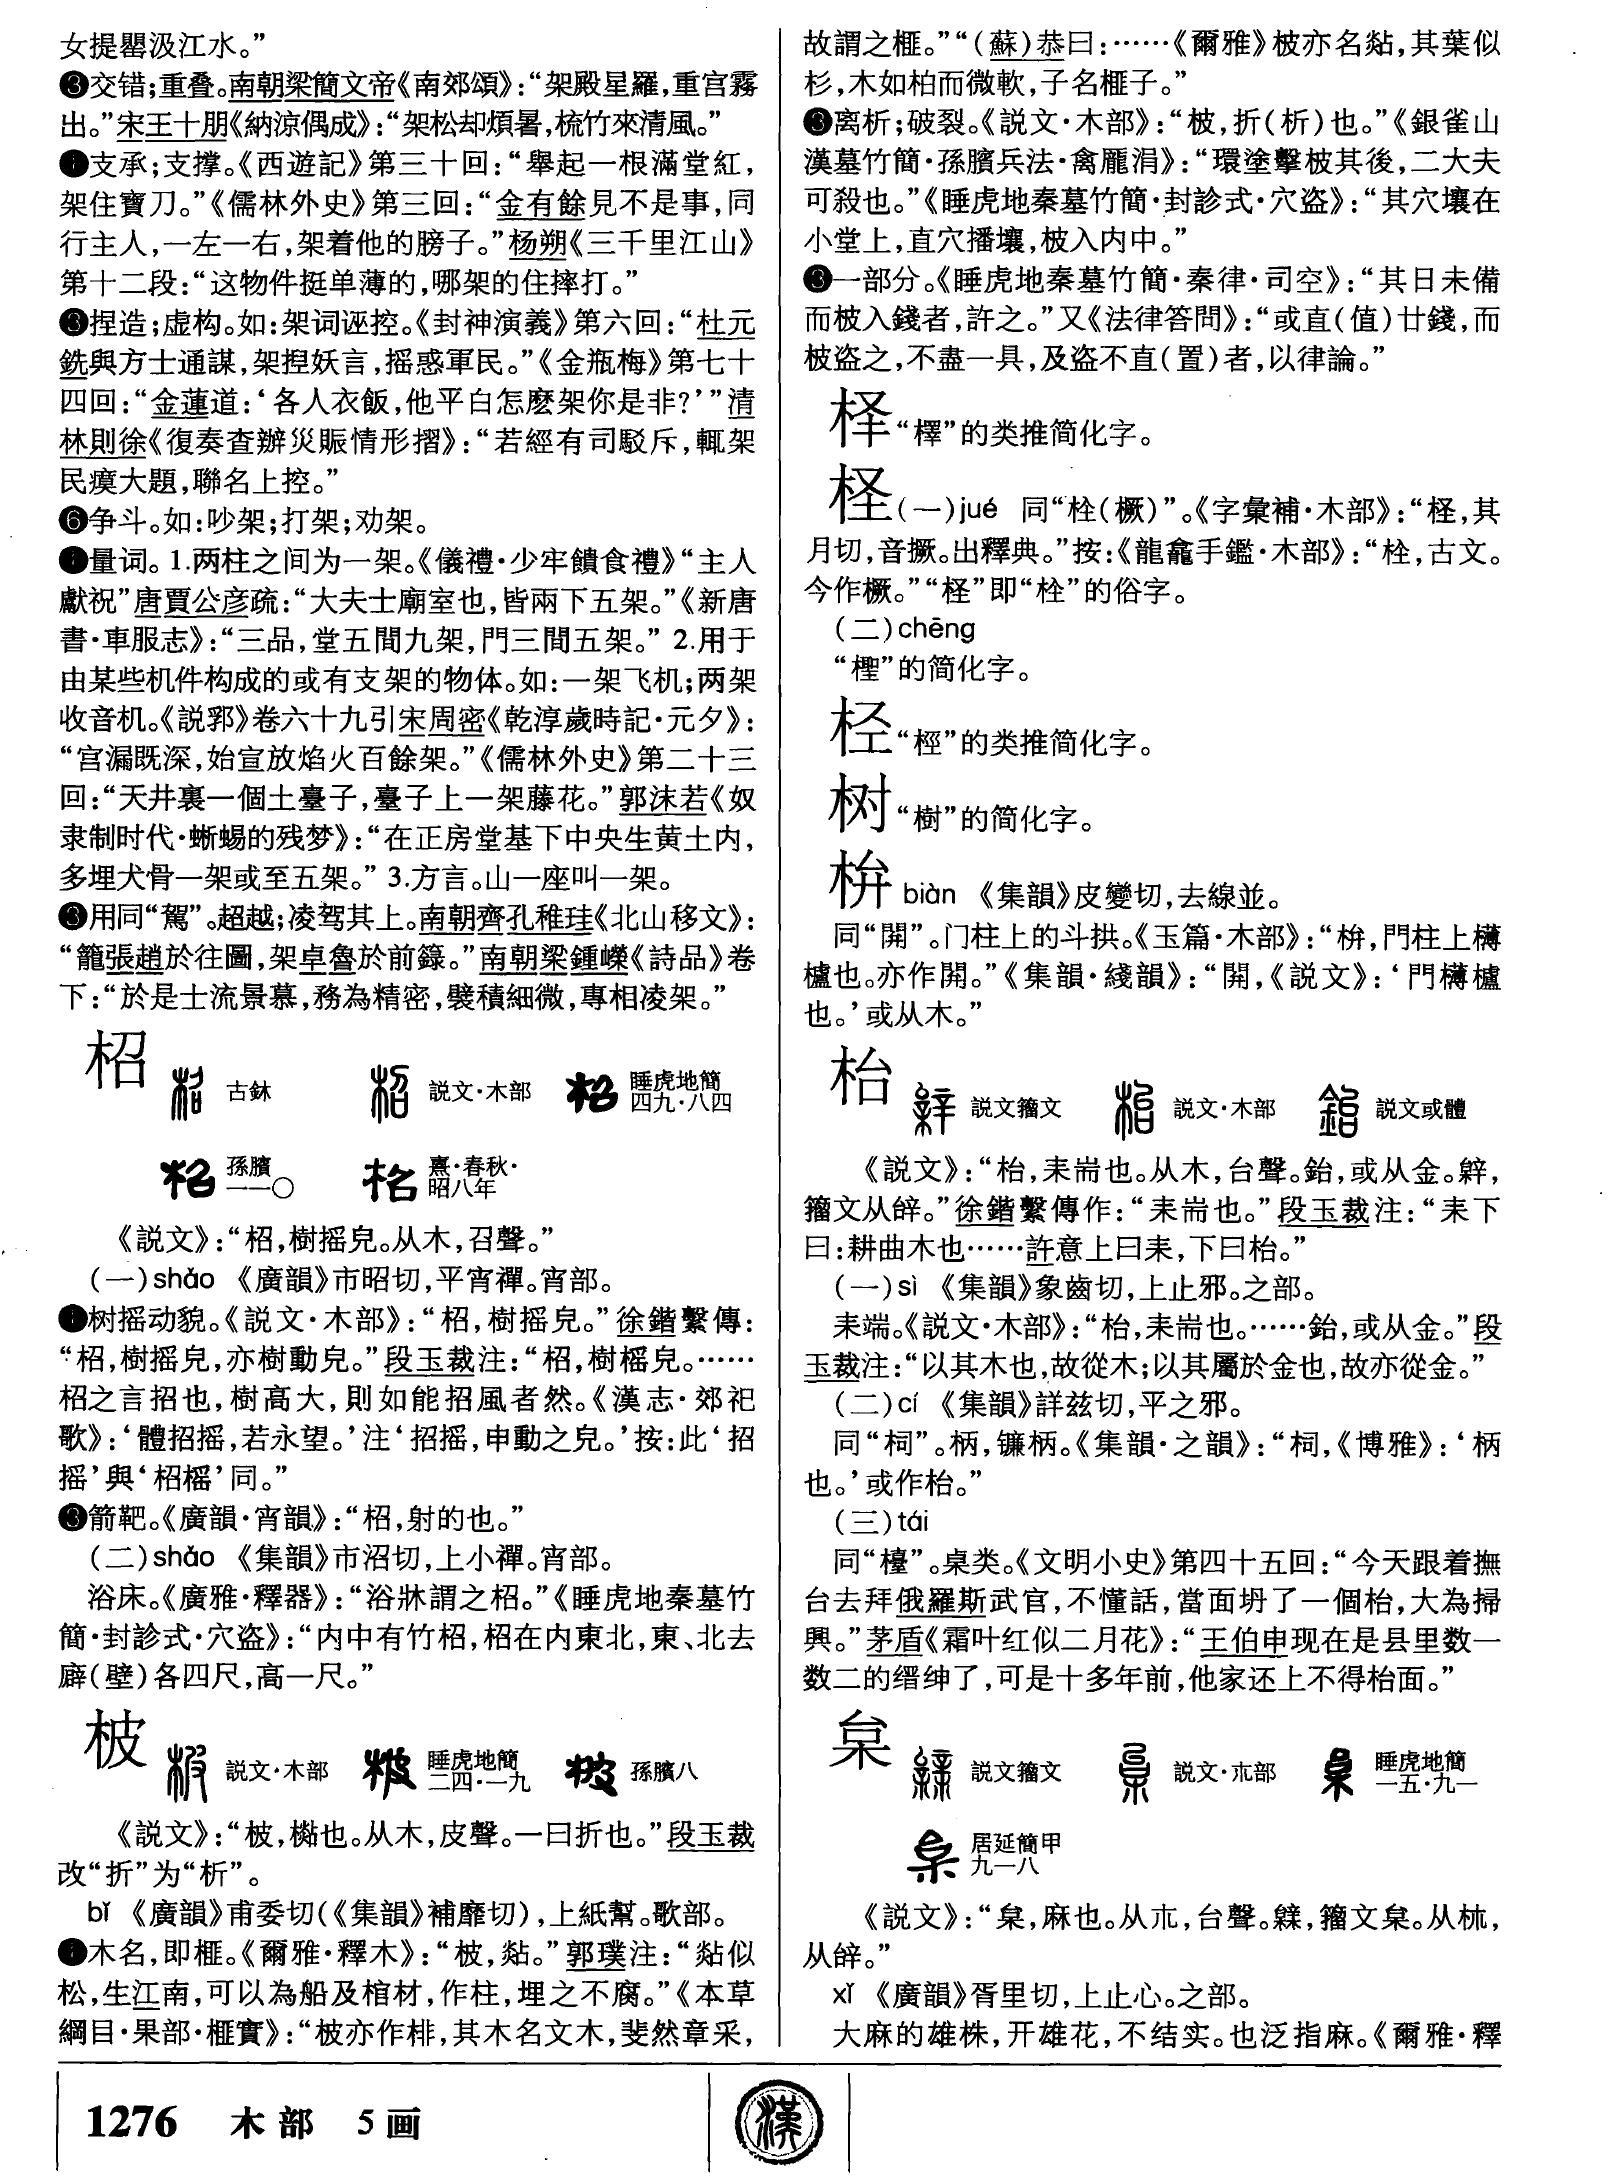 女提罌汲江水。”
❸交错;重叠。南朝梁簡文帝《南郊頌》:“架殿星羅,重宫霧
出。”宋王十朋《納涼偶成》:“架松却煩暑,梳竹來清風。”
支承;支撑。《西遊記》第三十回:“舉起一根滿堂紅,
架住寶刀。”《儒林外史》第三回:“金有餘見不是事,同
行主人,一左一右,架着他的膀子。”杨朔《三千里江山》
第十二段:“这物件挺单薄的,哪架的住摔打。”
捏造;虚构。如:架词诬控。《封神演義》第六回:“杜元
銑與方士通謀,架揑妖言,摇惑軍民。”《金瓶梅》第七十
四回:“金蓮道:‘各人衣飯,他平白怎麽架你是非?’”清
林則徐《復奏查辦災賑情形摺》:“若經有司駁斥,輒架
民瘼大題,聯名上控。”
❻争斗。如:吵架;打架;劝架。
量词。1.两柱之间为一架。《儀禮·少牢饋食禮》“主人
獻祝”唐賈公彦疏:“大夫士廟室也,皆兩下五架。”《新唐
書·車服志》:“三品,堂五間九架,門三間五架。” 2.用于
由某些机件构成的或有支架的物体。如:一架飞机;两架
收音机。《説郛》卷六十九引宋周密《乾淳歲時記·元夕》:
“宫漏既深,始宣放焰火百餘架。”《儒林外史》第二十三
回:“天井裏一個土臺子,臺子上一架藤花。”郭沫若《奴
隶制时代·蜥蜴的残梦》:“在正房堂基下中央生黄土内,
多埋犬骨一架或至五架。” 3.方言。山一座叫一架。
用同“駕”。超越;凌驾其上。南朝齊孔稚珪《北山移文》:
“籠張趙於往圖,架卓魯於前籙。”南朝梁鍾嶸《詩品》卷
下:“於是士流景慕,務為精密,襞積細微,專相凌架。”
柖
古鉥 説文·木部 睡虎地簡四九·八四
孫臏一一〇 熹·春秋·昭八年
《説文》:“柖,樹摇皃。从木,召聲。”
(一)sháo 《廣韻》市昭切,平宵禪。宵部。
❶树摇动貌。《説文·木部》:“柖,樹摇皃。”徐鍇繫傳:
“柖,樹摇皃,亦樹動皃。”段玉裁注:“柖,樹榣皃。……
柖之言招也,樹高大,則如能招風者然。《漢志·郊祀
歌》:‘體招摇,若永望。’注‘招摇,申動之皃。’按:此‘招
摇’與‘柖榣’同。”
箭靶。《廣韻·宵韻》:“柖,射的也。”
(二)shào 《集韻》市沼切,上小禪。宵部。
浴床。《廣雅·釋器》:“浴牀謂之柖。”《睡虎地秦墓竹
簡·封診式·穴盗》:“内中有竹柖,柖在内東北,東、北去
廦(壁)各四尺,高一尺。”
柀
説文·木部 睡虎地簡二四·一九 孫臏八
《説文》:“柀,樆也。从木,皮聲。一曰折也。”段玉裁
改“折”为“析”。
bǐ 《廣韻》甫委切(《集韻》補靡切),上紙幫。歌部。
❶木名,即榧。《爾雅·釋木》:“柀,煔。”郭璞注:“煔似
松,生江南,可以為船及棺材,作柱,埋之不腐。”《本草
綱目·果部·榧實》:“柀亦作棑,其木名文木,斐然章采,
故謂之榧。”“(蘇)恭曰:……《爾雅》柀亦名煔,其葉似
杉,木如柏而微軟,子名榧子。”
离析;破裂。《説文·木部》:“柀,折(析)也。”《銀雀山
漢墓竹簡·孫臏兵法·禽龐涓》:“環塗擊柀其後,二大夫
可殺也。”《睡虎地秦墓竹簡·封診式·穴盗》:“其穴壤在
小堂上,直穴播壤,柀入内中。”
❸一部分。《睡虎地秦墓竹簡·秦律·司空》:“其日未備
而柀入錢者,許之。”又《法律答問》:“或直(值)廿錢,而
柀盗之,不盡一具,及盗不直(置)者,以律論。”
𬂩“檡”的类推简化字。
柽(一)jué 同“𣐍(橛)”。《字彙補·木部》:“柽,其
月切,音撅。出釋典。”按:《龍龕手鑑·木部》:“,古文。
今作橛。”“柽”即“”的俗字。
(二)chēng
“檉”的简化字。
𣐕“桱”的类推简化字。
树“樹”的简化字。
栟 biàn 《集韻》皮變切,去線並。
同“開”。门柱上的斗拱。《玉篇·木部》:“栟,門柱上欂
櫨也。亦作閞。”《集韻·綫韻》:“閞,《説文》:‘門欂櫨
也。’或从木。”
枱
説文籀文 説文·木部 説文或體
《説文》:“枱,耒耑也。从木,台聲。鈶,或从金。𨐖,
籀文从辝。”徐鍇繫傳作:“耒耑也。”段玉裁注:“耒下
曰:耕曲木也……許意上曰耒,下曰枱。”
(一)sì 《集韻》象齒切,上止邪。之部。
耒端。《説文·木部》:“枱,耒耑也。……鈶,或从金。”段
玉裁注:“以其木也,故從木;以其屬於金也,故亦從金。”
(二)cí 《集韻》詳兹切,平之邪。
同“柌”。柄,镰柄。《集韻·之韻》:“柌,《博雅》:‘柄
也。’或作枱。”
(三)tái
同“檯”。桌类。《文明小史》第四十五回:“今天跟着撫
台去拜俄羅斯武官,不懂話,當面坍了一個枱,大為掃
興。”茅盾《霜叶红似二月花》:“王伯申现在是县里数一
数二的缙绅了,可是十多年前,他家还上不得枱面。”
枲
説文籀文 説文·朩部 睡虎地簡一五·九一
居延簡甲九一八
《説文》:“枲,麻也。从朩,台聲。𨐓,籀文枲。从𣏟,
从辝。”
xǐ 《廣韻》胥里切,上止心。之部。
大麻的雄株,开雄花,不结实。也泛指麻。《爾雅·釋
1276 木部 5画
漢